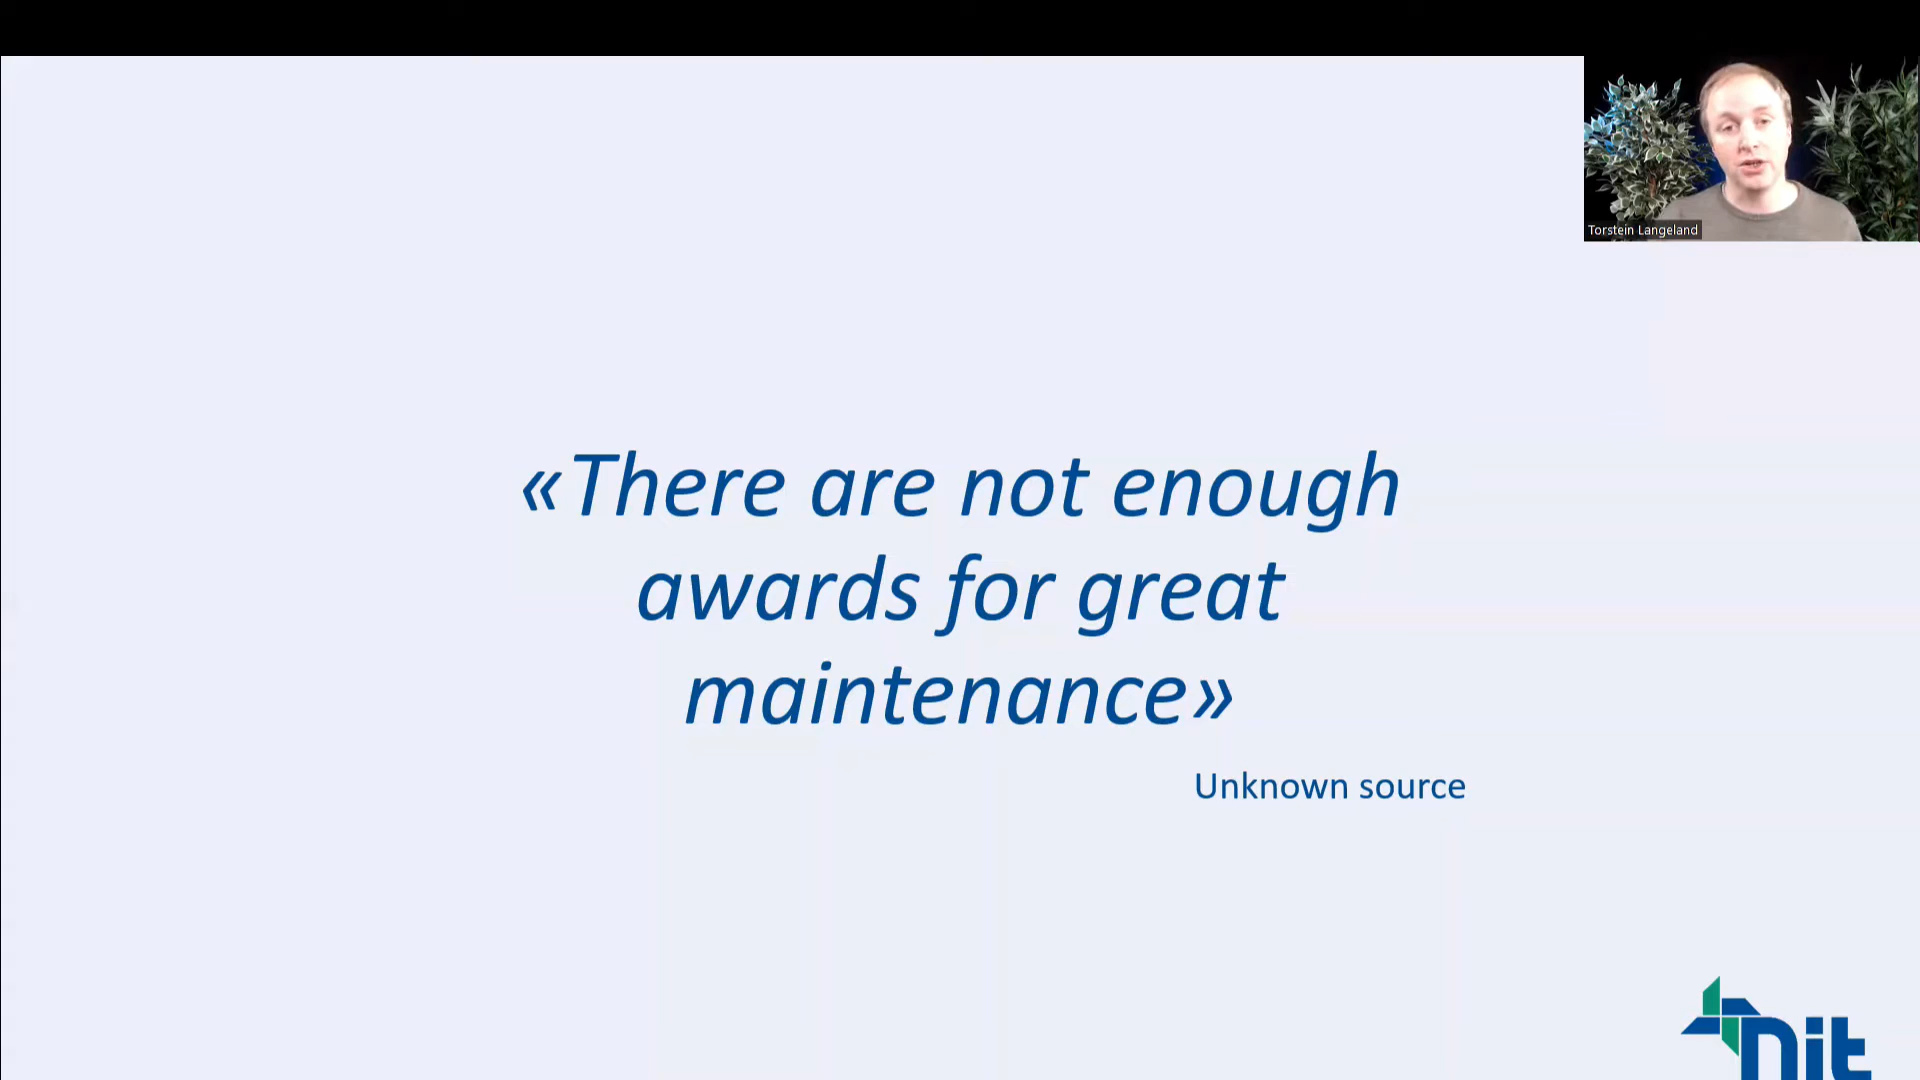 Torstein Langeland
«There are not enough
awards for great
maintenance»
Unknown source
nit